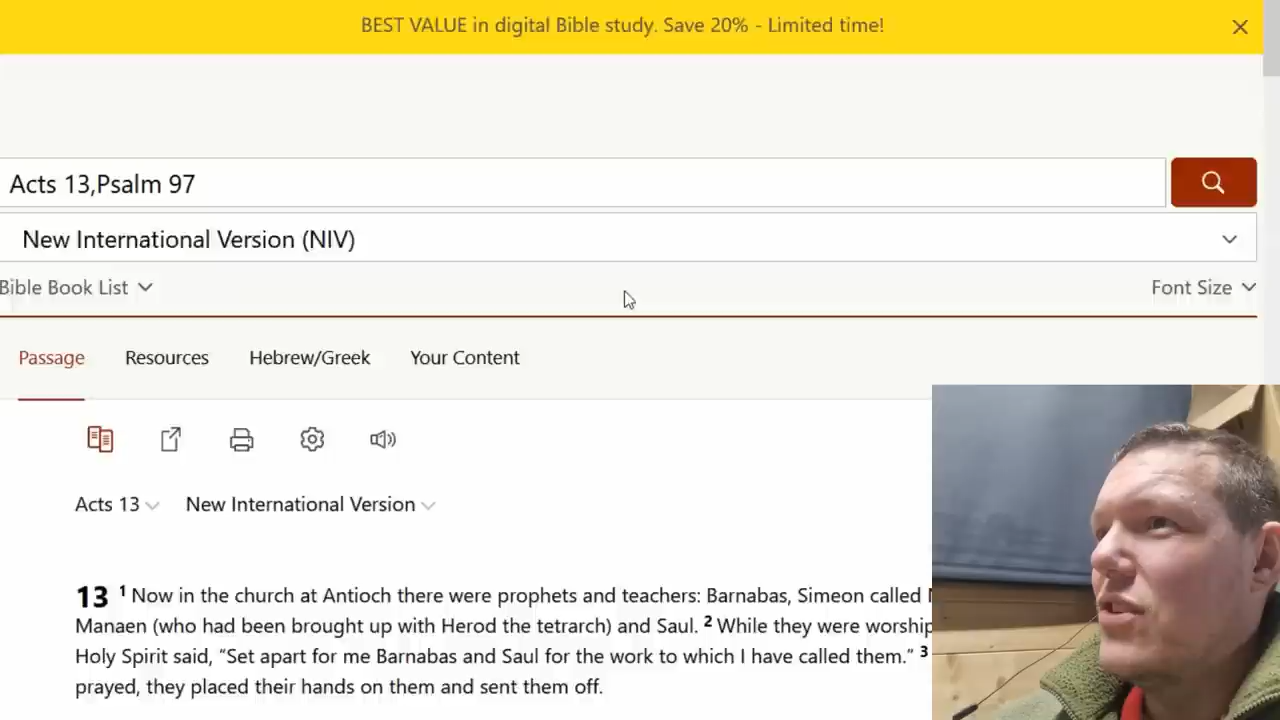 BEST VALUE in digital Bible study. Save 20% - Limited time!
Acts 13,Psalm 97
New International Version (NIV)
Bible Book List
Font Size
Passage Resources Hebrew/Greek Your Content
Acts 13 New International Version
13 1 Now in the church at Antioch there were prophets and teachers: Barnabas, Simeon called
Manaen (who had been brought up with Herod the tetrarch) and Saul. 2 While they were
Holy Spirit said, “Set apart for me Barnabas and Saul for the work to which I have called them.” 3
prayed, they placed their hands on them and sent them off.